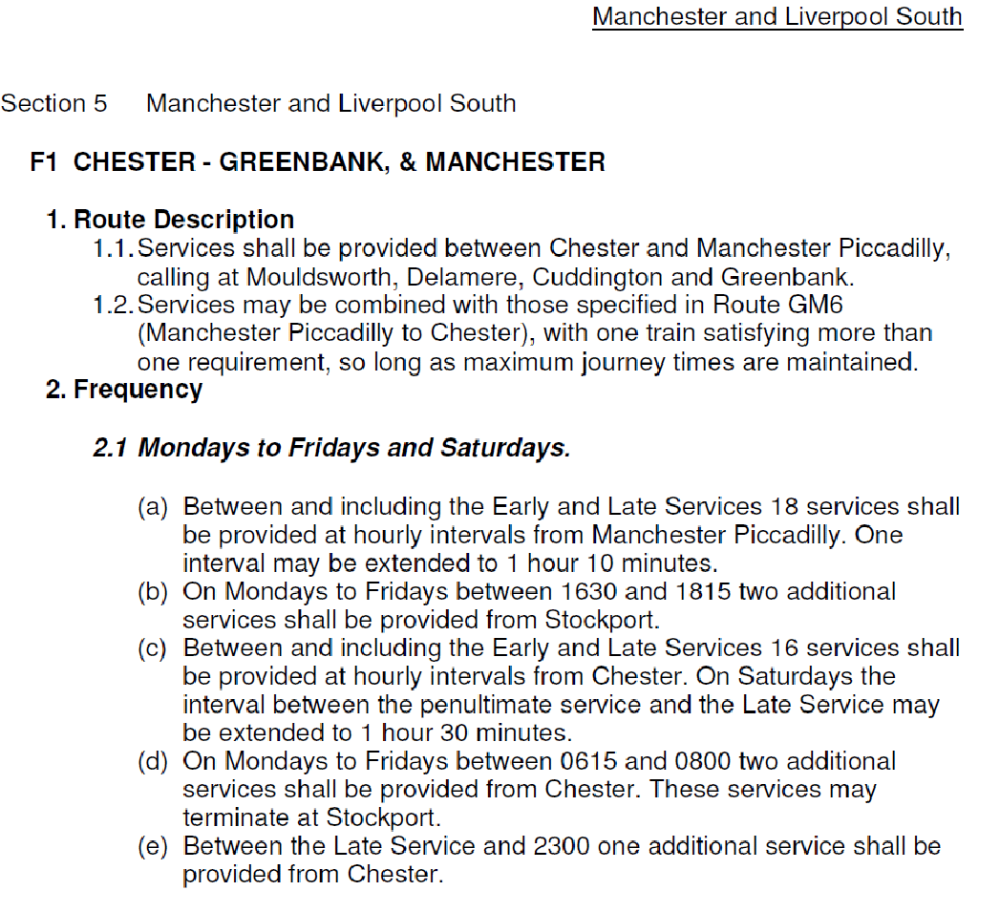 Manchester and Liverpool South
Section 5 Manchester and Liverpool South
F1 CHESTER - GREENBANK, & MANCHESTER
1. Route Description
1.1. Services shall be provided between Chester and Manchester Piccadilly,
calling at Mouldsworth, Delamere, Cuddington and Greenbank.
1.2. Services may be combined with those specified in Route GM6
(Manchester Piccadilly to Chester), with one train satisfying more than
one requirement, so long as maximum journey times are maintained.
2. Frequency
2.1 Mondays to Fridays and Saturdays.
(a) Between and including the Early and Late Services 18 services shall
be provided at hourly intervals from Manchester Piccadilly. One
interval may be extended to 1 hour 10 minutes.
(b) On Mondays to Fridays between 1630 and 1815 two additional
services shall be provided from Stockport.
(c) Between and including the Early and Late Services 16 services shall
be provided at hourly intervals from Chester. On Saturdays the
interval between the penultimate service and the Late Service may
be extended to 1 hour 30 minutes.
(d) On Mondays to Fridays between 0615 and 0800 two additional
services shall be provided from Chester. These services may
terminate at Stockport.
(e) Between the Late Service and 2300 one additional service shall be
provided from Chester.